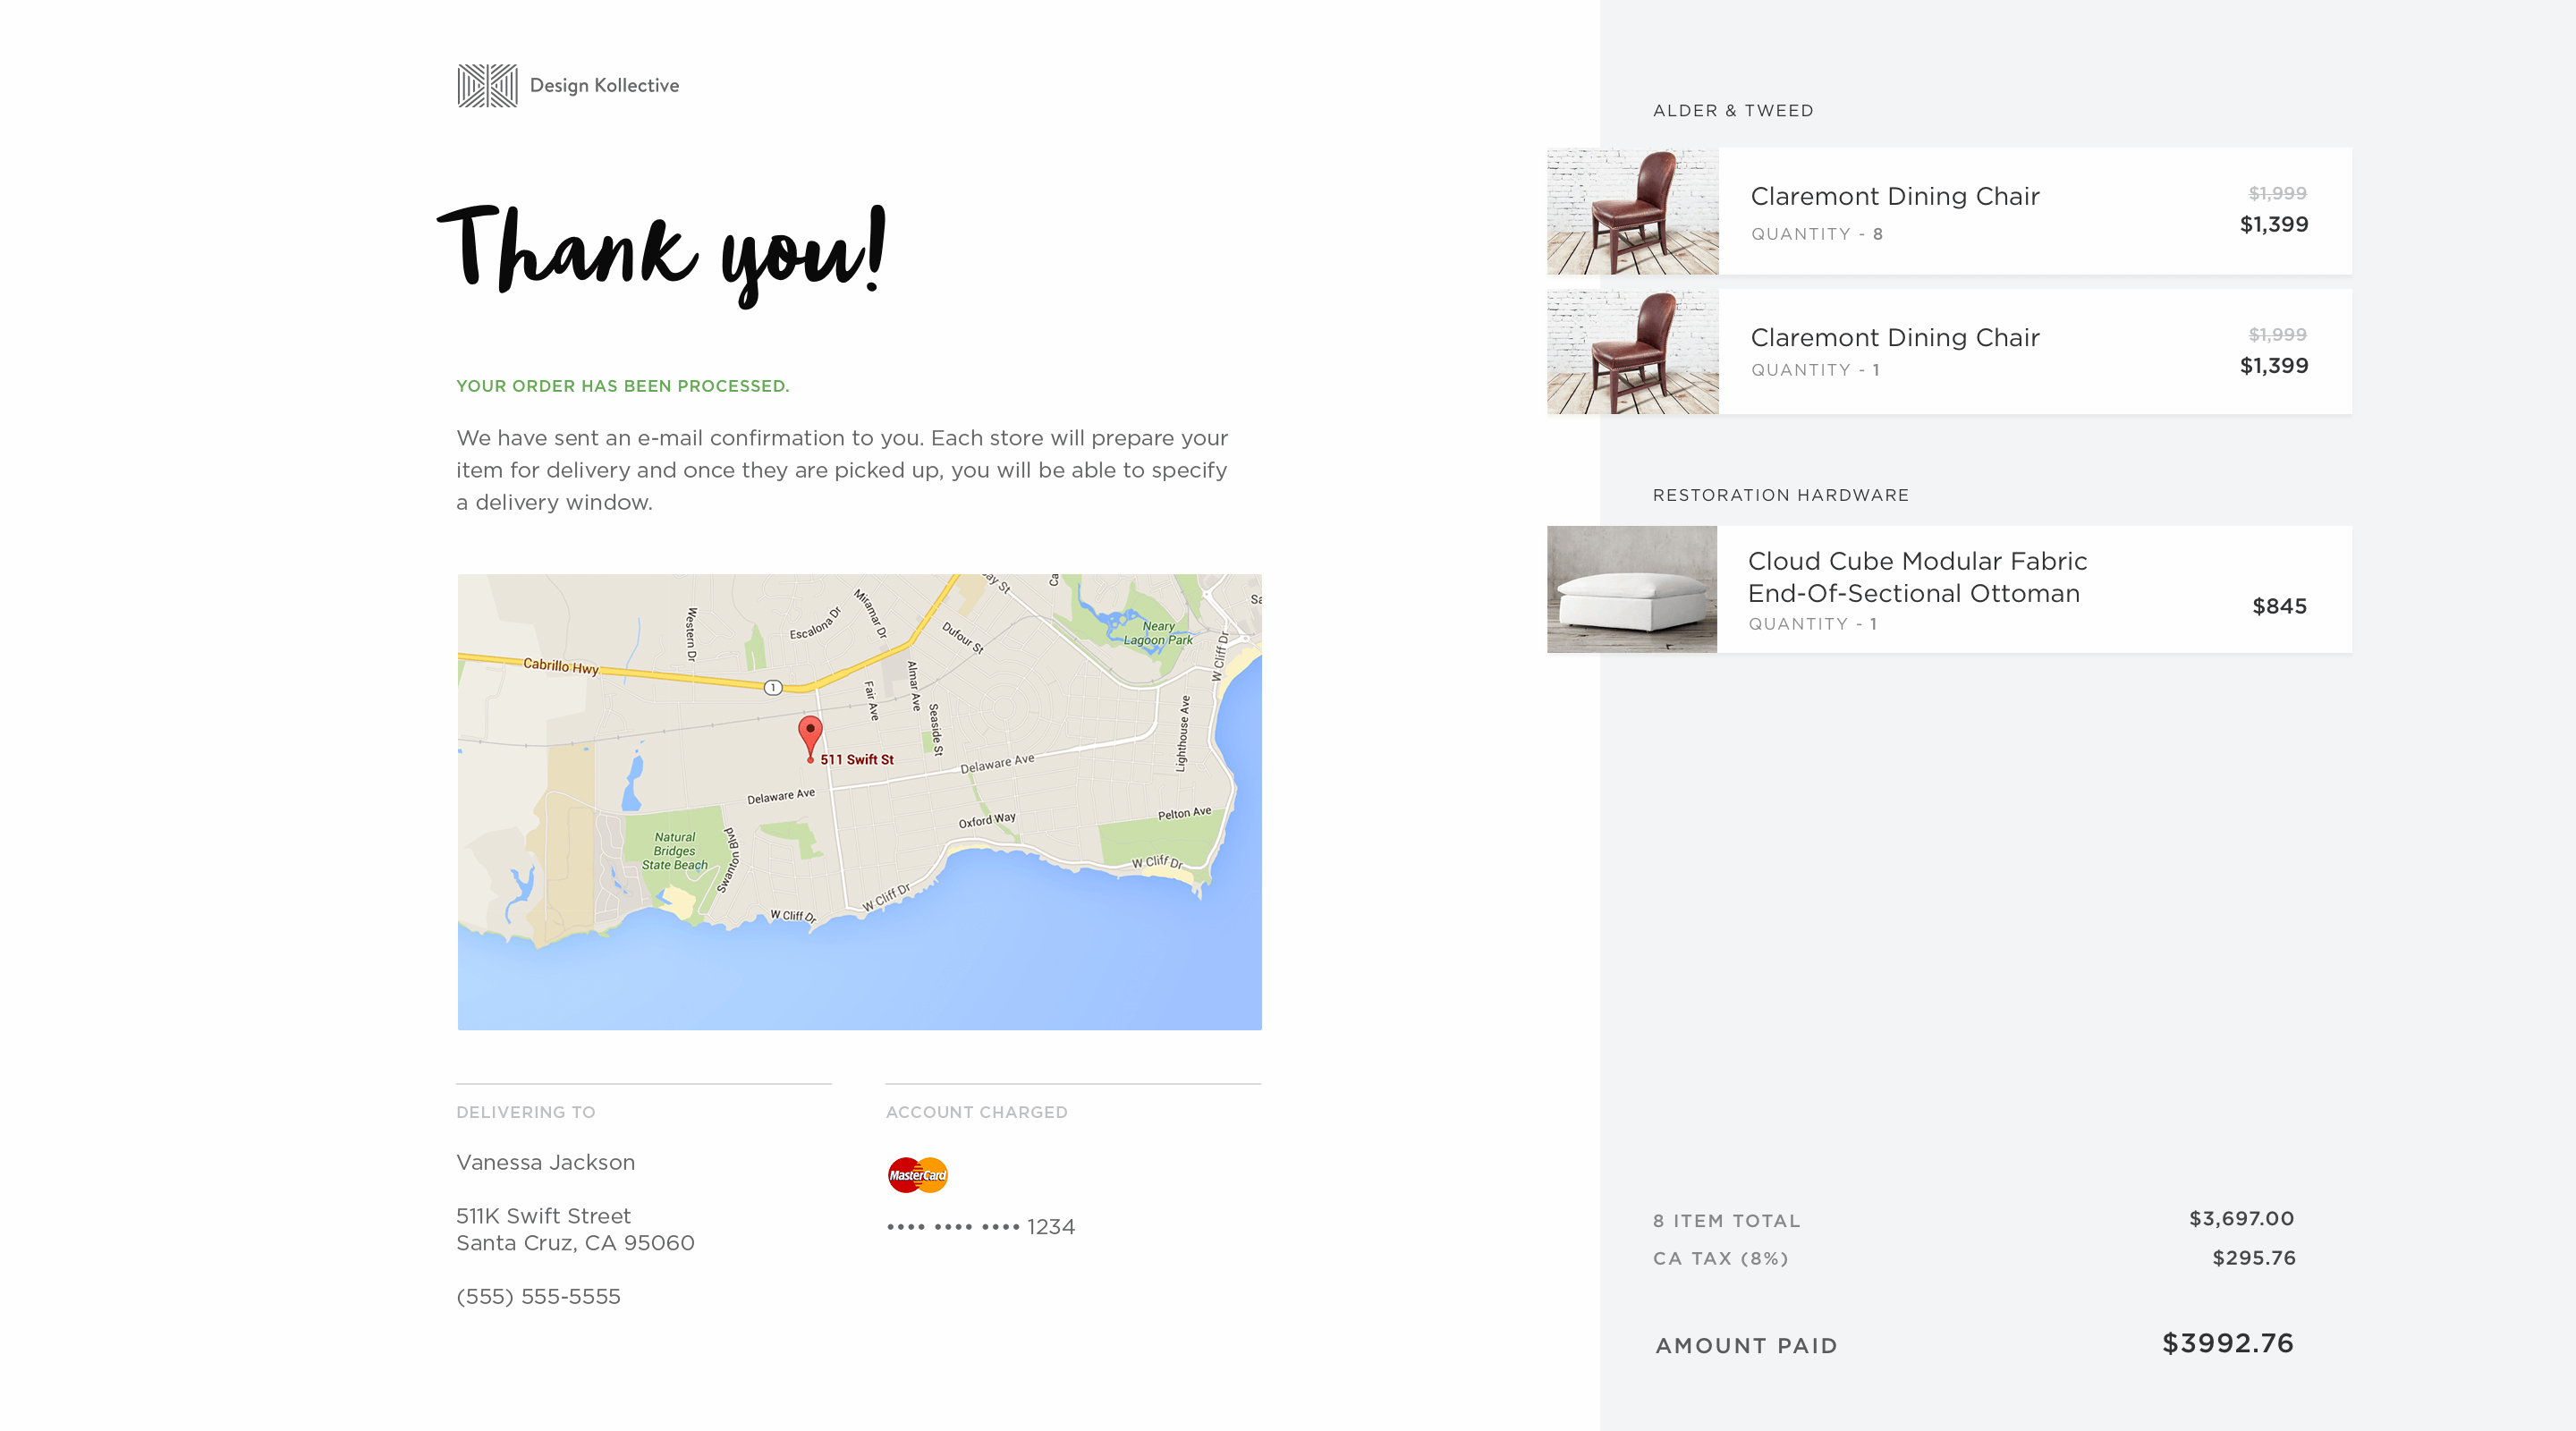 Design Kollective
Thank you!
YOUR ORDER HAS BEEN PROCESSED.
We have sent an e-mail confirmation to you. Each store will prepare your
item for delivery and once they are picked up, you will be able to specify
a delivery window.
Western Dr
Escalona Dr
Miramar Dr
Dufour St
ay St
Ca
Sa
Neary
Lagoon Park
W Cliff Dr
Cabrillo Hwy
1
Fair Ave
Almar Ave
Seaside St
Lighthouse Ave
511 Swift St
Delaware Ave
Delaware Ave
Oxford Way
Pelton Ave
Natural
Bridges
State Beach
Swanton Blvd
W Cliff Dr
W Cliff Dr
W Cliff Dr
DELIVERING TO
Vanessa Jackson
511K Swift Street
Santa Cruz, CA 95060
(555) 555-5555
ACCOUNT CHARGED
MasterCard
•••• •••• •••• 1234
ALDER & TWEED
Claremont Dining Chair
QUANTITY - 8
$1,999
$1,399
Claremont Dining Chair
QUANTITY - 1
$1,999
$1,399
RESTORATION HARDWARE
Cloud Cube Modular Fabric
End-Of-Sectional Ottoman
QUANTITY - 1
$845
8 ITEM TOTAL $3,697.00
CA TAX (8%) $295.76
AMOUNT PAID $3992.76